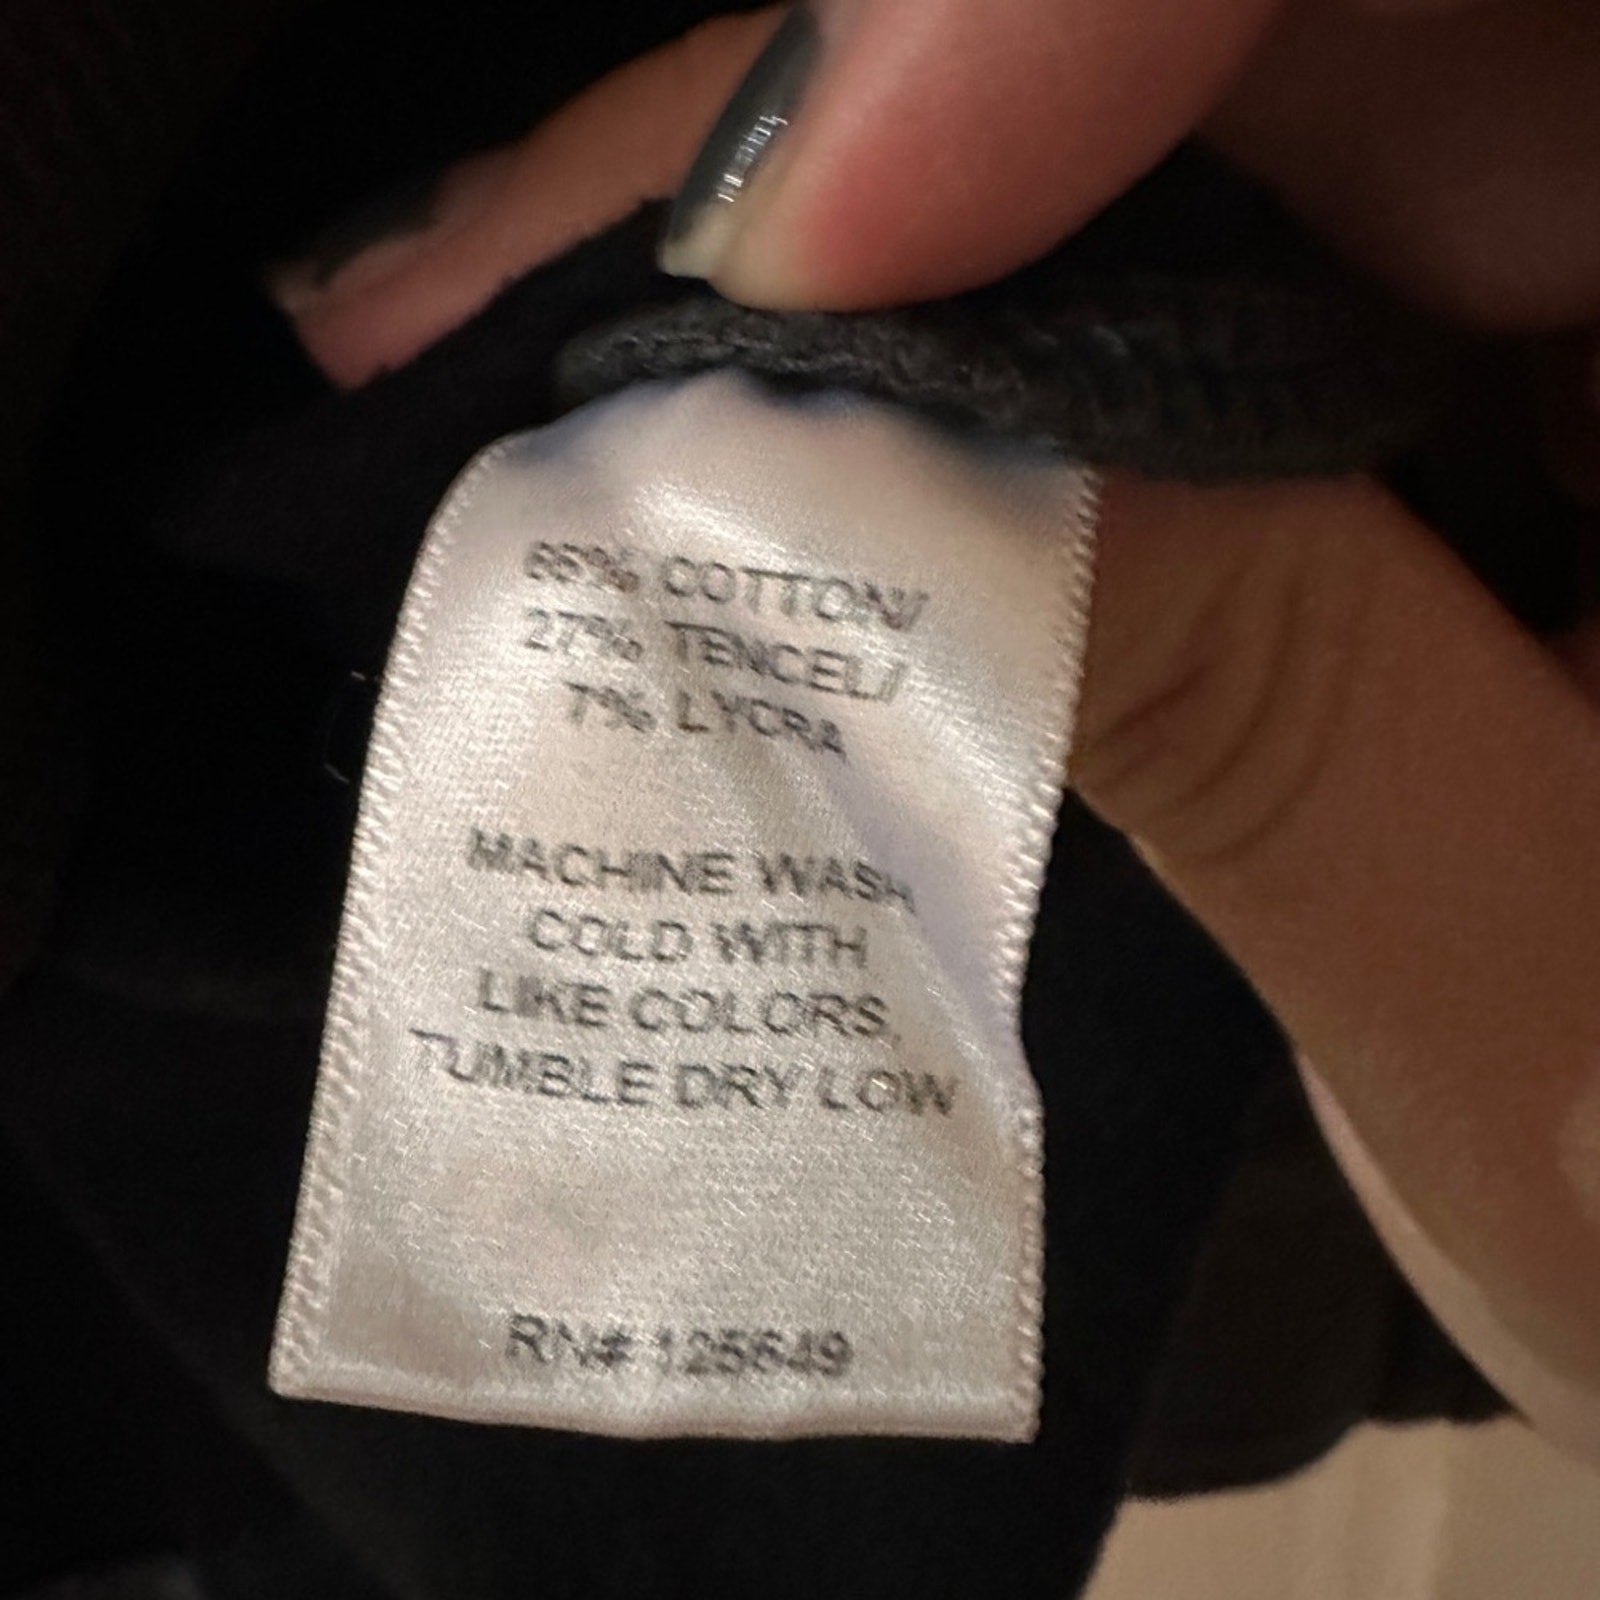 66% COTTON/
27% TENCEL/
7% LYCRA
MACHINE WASH
COLD WITH
LIKE COLORS,
TUMBLE DRY LOW
RN# 125649